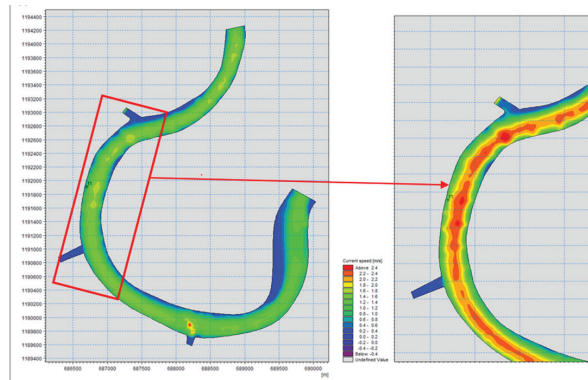 1194400
1194200
1194000
1193800
1193600
1193400
1193200
1193000
1192800
1192600
1192400
1192200
1192000
1191800
1191600
1191400
1191200
1191000
1190800
1190600
1190400
1190200
1190000
1189800
1189600
1189400
686500 687000 687500 688000 688500 689000 689500 690000
[m]
Current speed [m/s]
Above 2.4
2.2 - 2.4
2.0 - 2.2
1.8 - 2.0
1.6 - 1.8
1.4 - 1.6
1.2 - 1.4
1.0 - 1.2
0.8 - 1.0
0.6 - 0.8
0.4 - 0.6
0.2 - 0.4
0.0 - 0.2
-0.2 - 0.0
-0.4 - -0.2
Below -0.4
Undefined Value